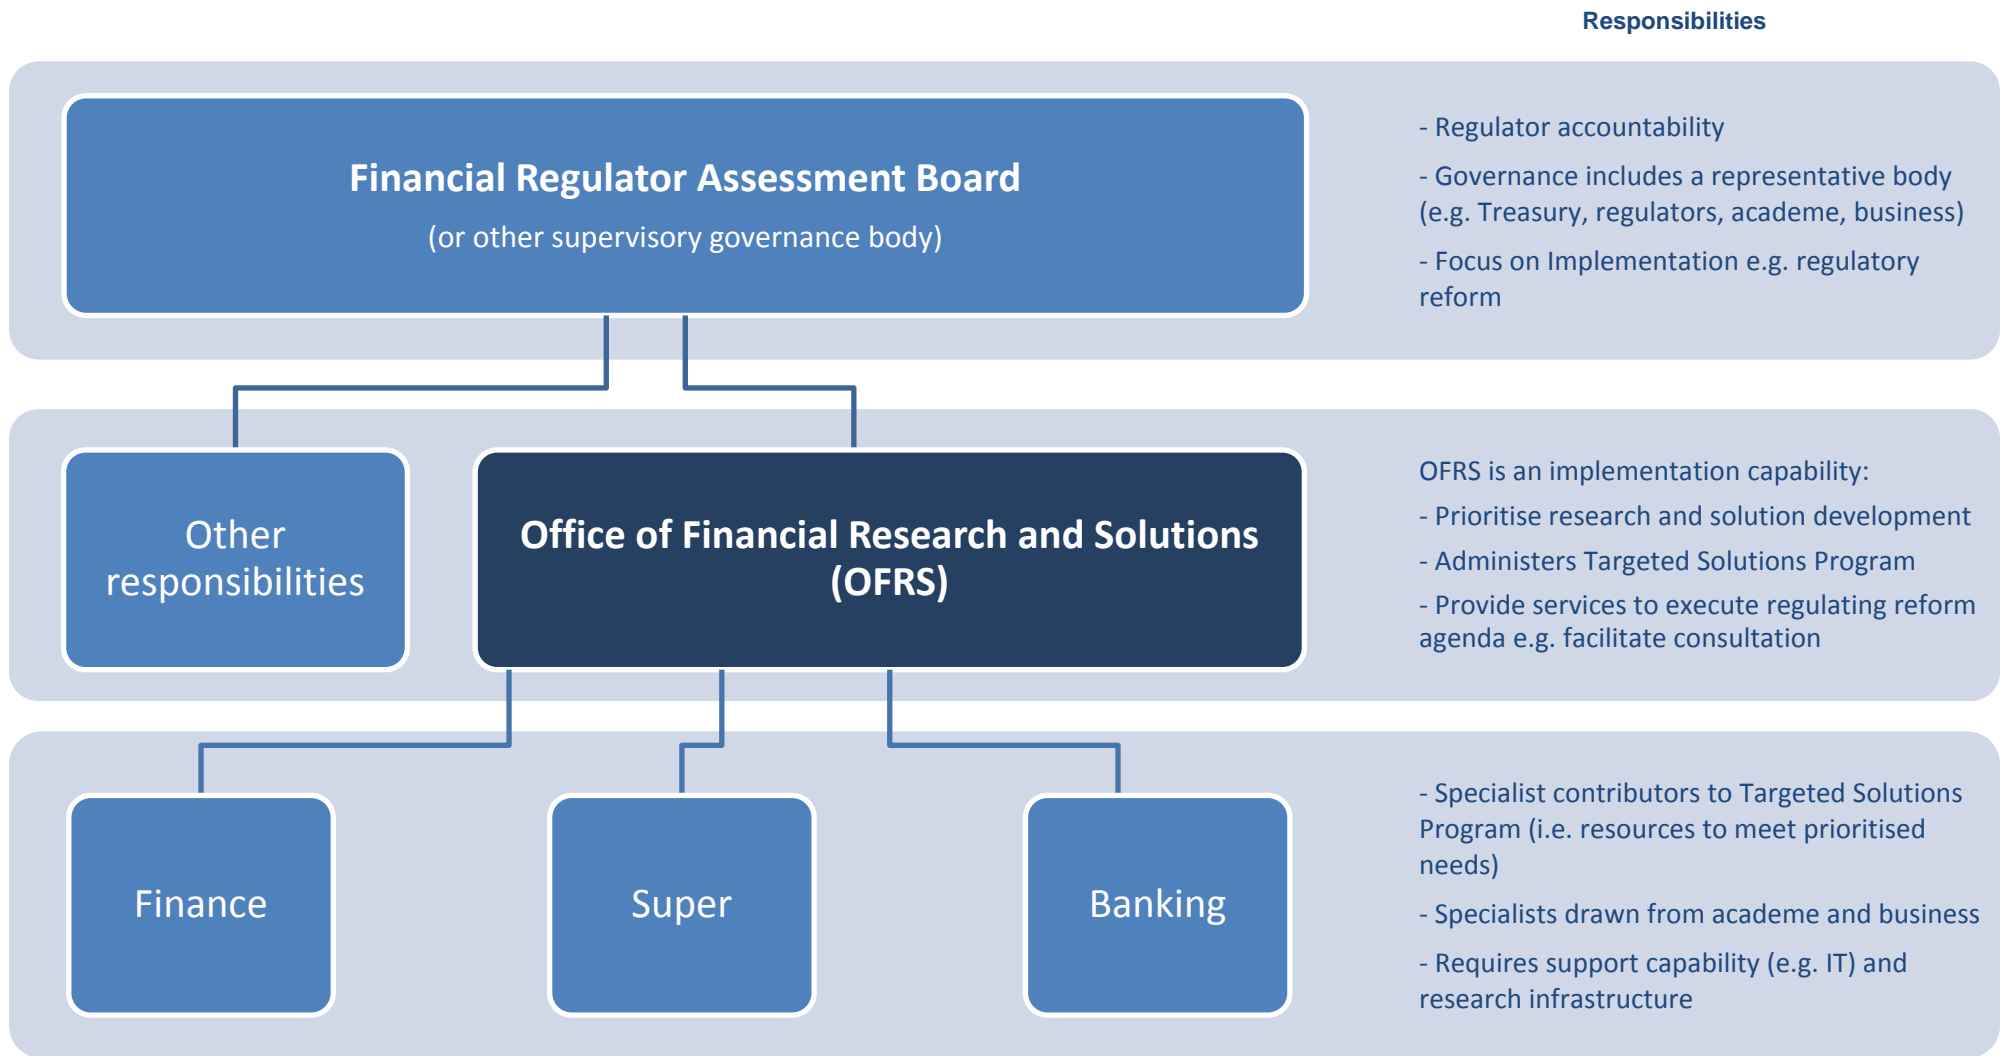 Responsibilities
Financial Regulator Assessment Board
(or other supervisory governance body)
- Regulator accountability
- Governance includes a representative body
(e.g. Treasury, regulators, academe, business)
- Focus on Implementation e.g. regulatory
reform
Other
responsibilities
Office of Financial Research and Solutions
(OFRS)
OFRS is an implementation capability:
- Prioritise research and solution development
- Administers Targeted Solutions Program
- Provide services to execute regulating reform
agenda e.g. facilitate consultation
Finance
Super
Banking
- Specialist contributors to Targeted Solutions
Program (i.e. resources to meet prioritised
needs)
- Specialists drawn from academe and business
- Requires support capability (e.g. IT) and
research infrastructure